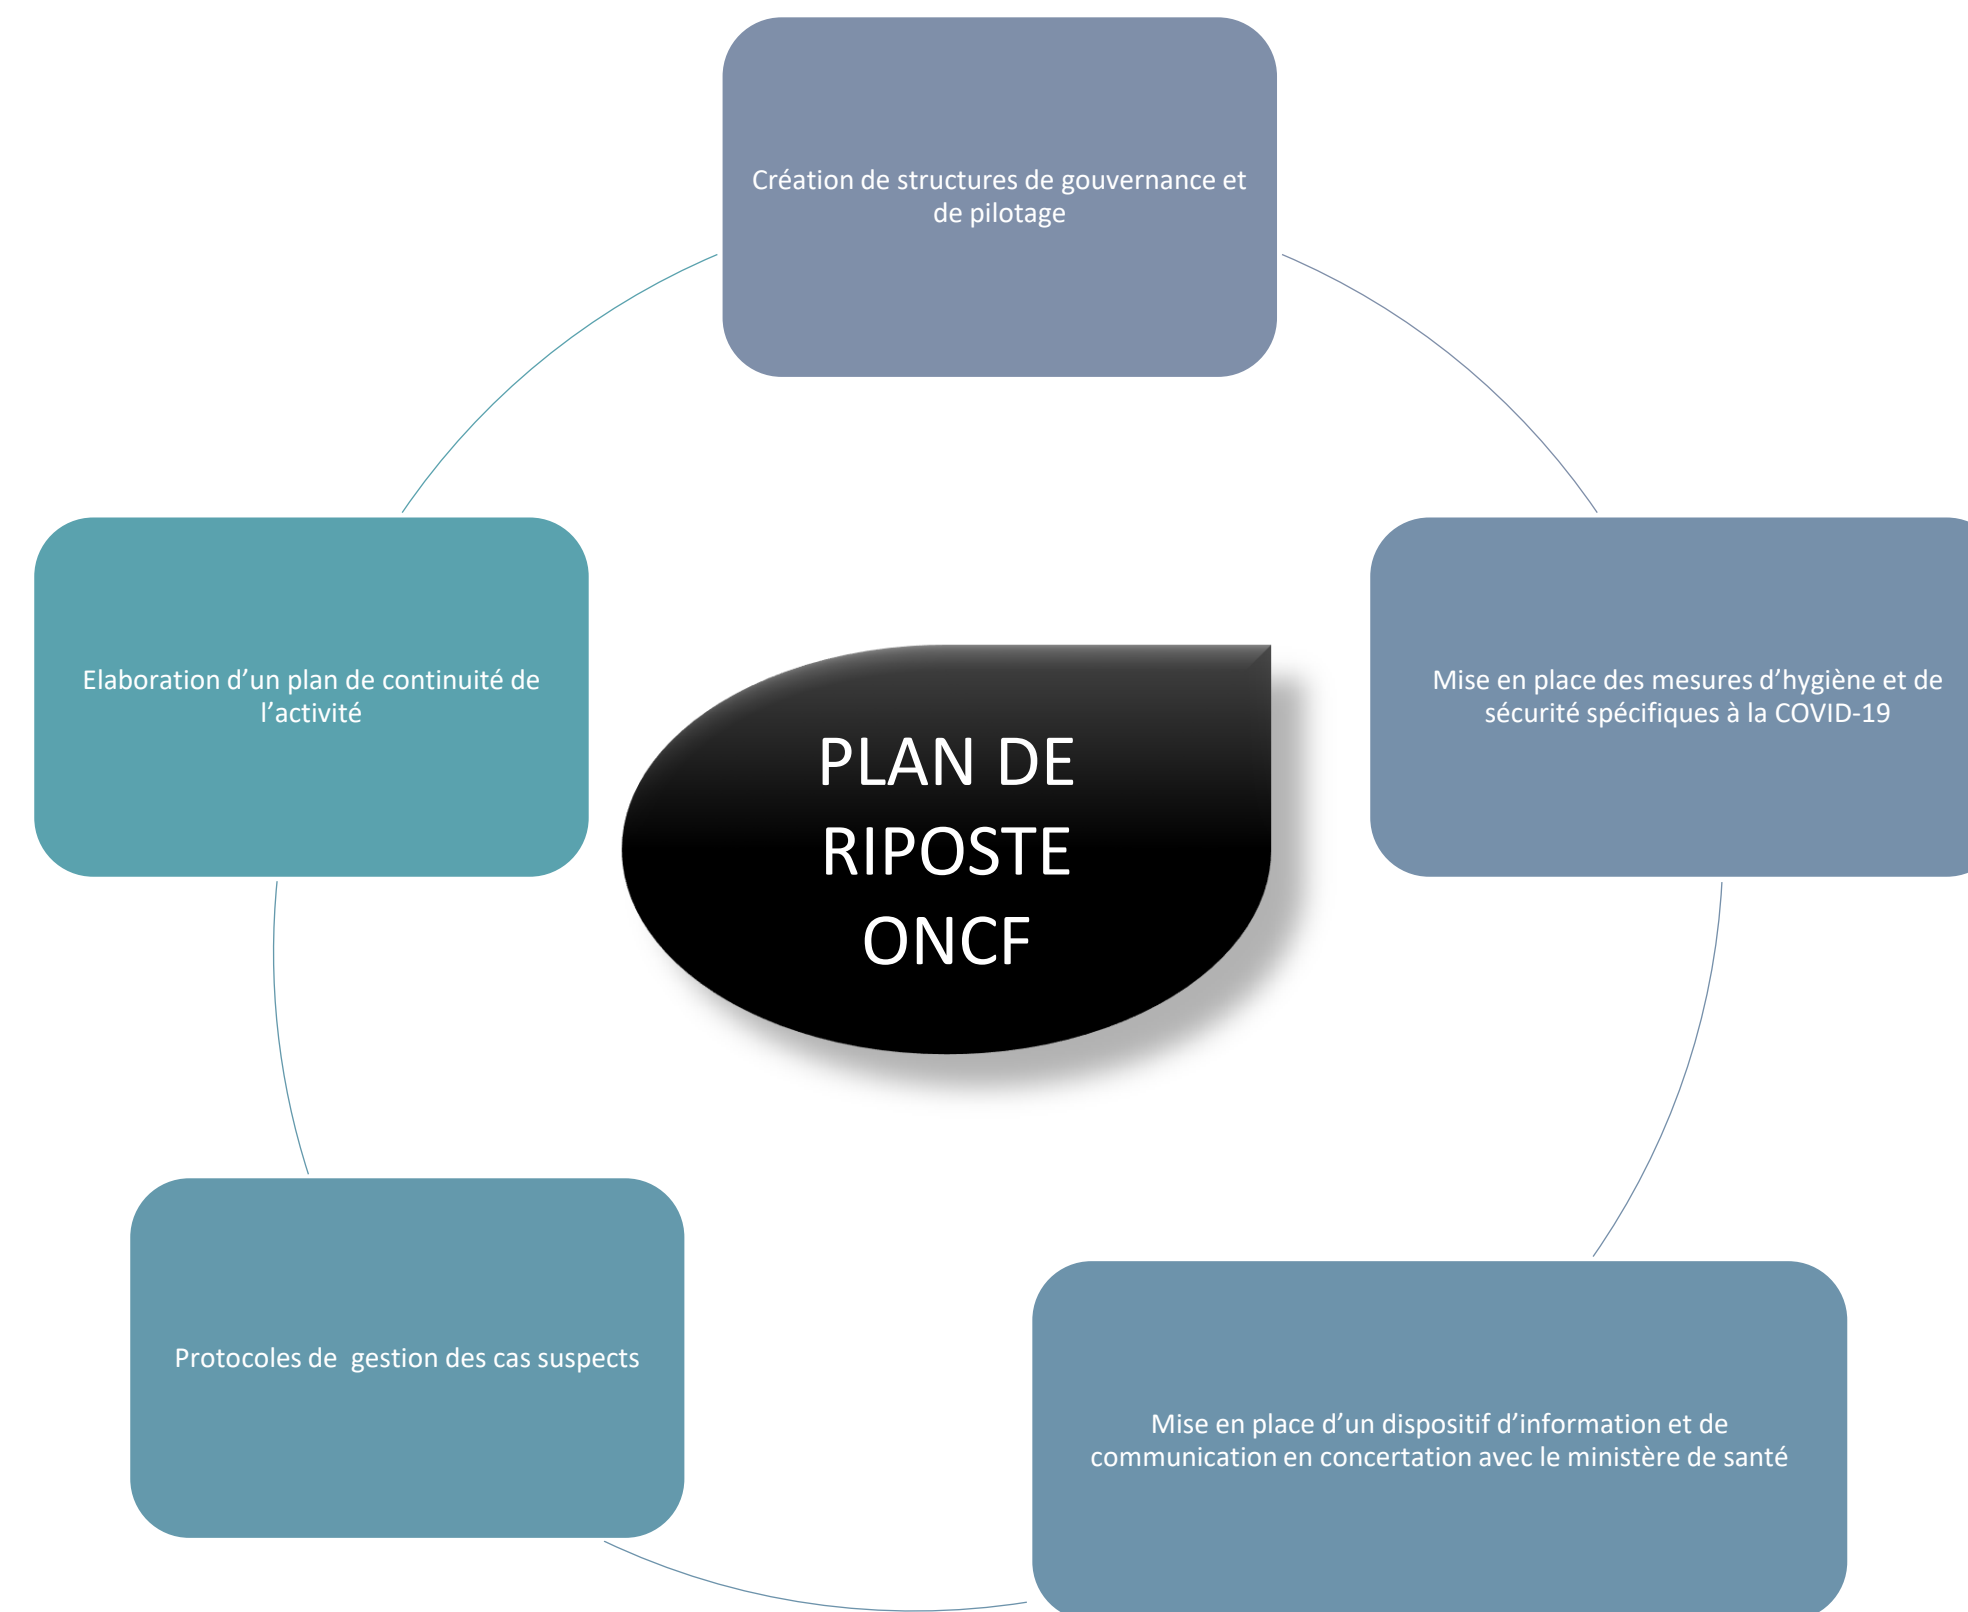 Création de structures de gouvernance et
de pilotage
Mise en place des mesures d’hygiène et de
sécurité spécifiques à la COVID-19
Mise en place d’un dispositif d’information et de
communication en concertation avec le ministère de santé
Protocoles de  gestion des cas suspects
Elaboration d’un plan de continuité de
l’activité
PLAN DE
RIPOSTE
ONCF